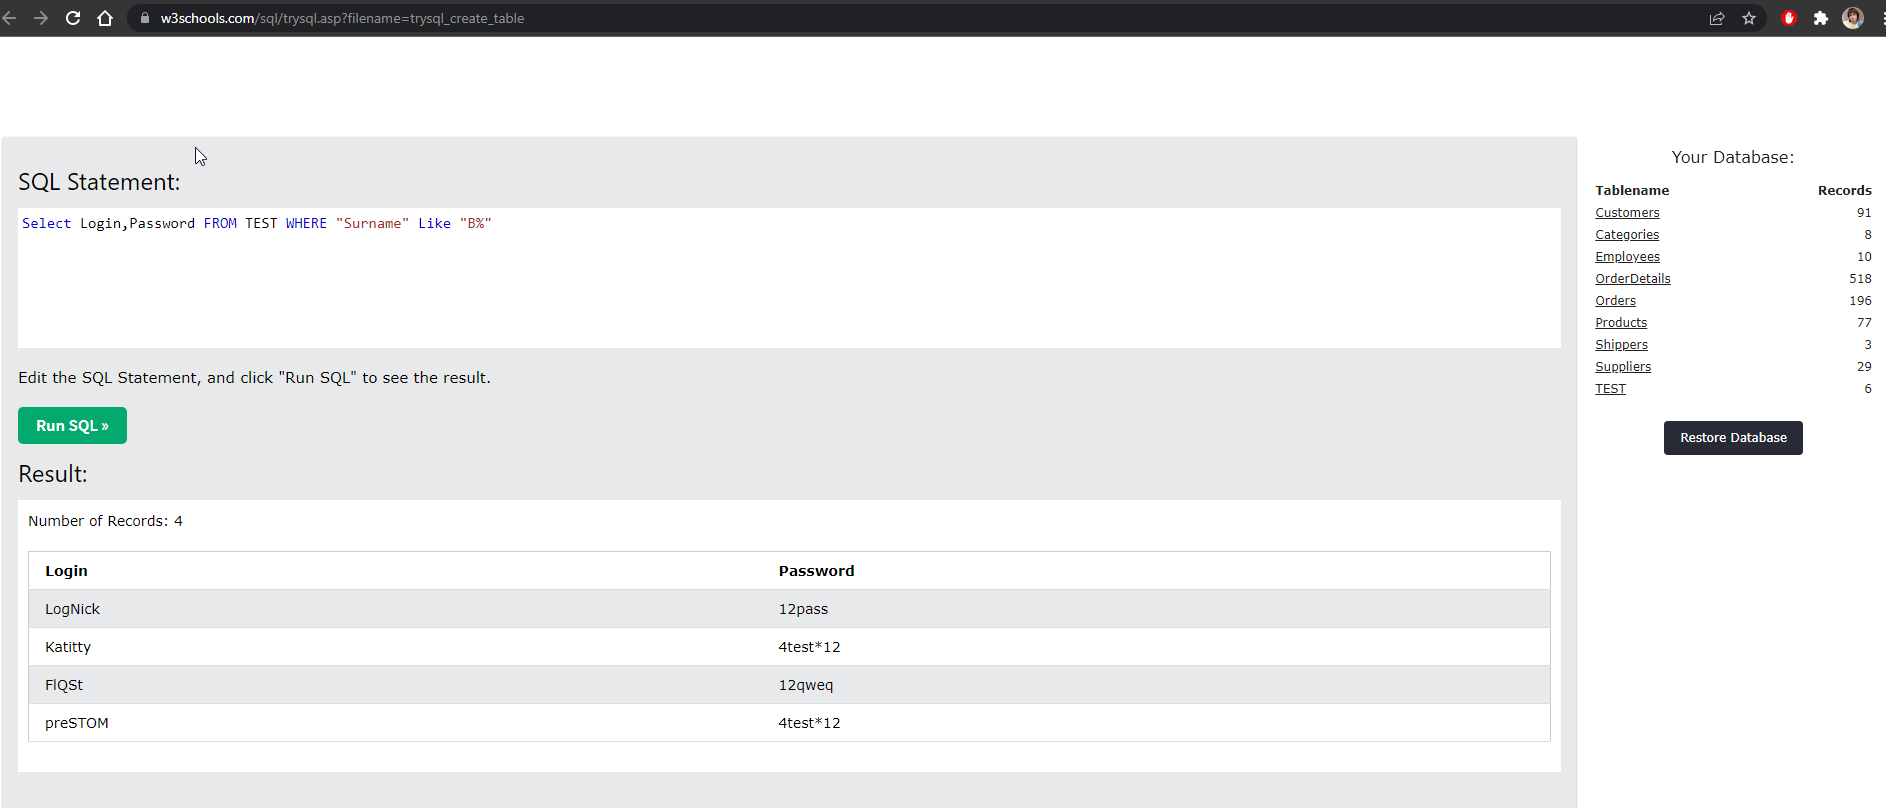 w3schools.com/sql/trysql.asp?filename=trysql_create_table
SQL Statement:
Select Login,Password FROM TEST WHERE "Surname" Like "B%"
Edit the SQL Statement, and click "Run SQL" to see the result.
Run SQL »
Result:
Number of Records: 4
Login Password
LogNick 12pass
Katitty 4test*12
FlQSt 12qweq
preSTOM 4test*12
Your Database:
Tablename Records
Customers 91
Categories 8
Employees 10
OrderDetails 518
Orders 196
Products 77
Shippers 3
Suppliers 29
TEST 6
Restore Database